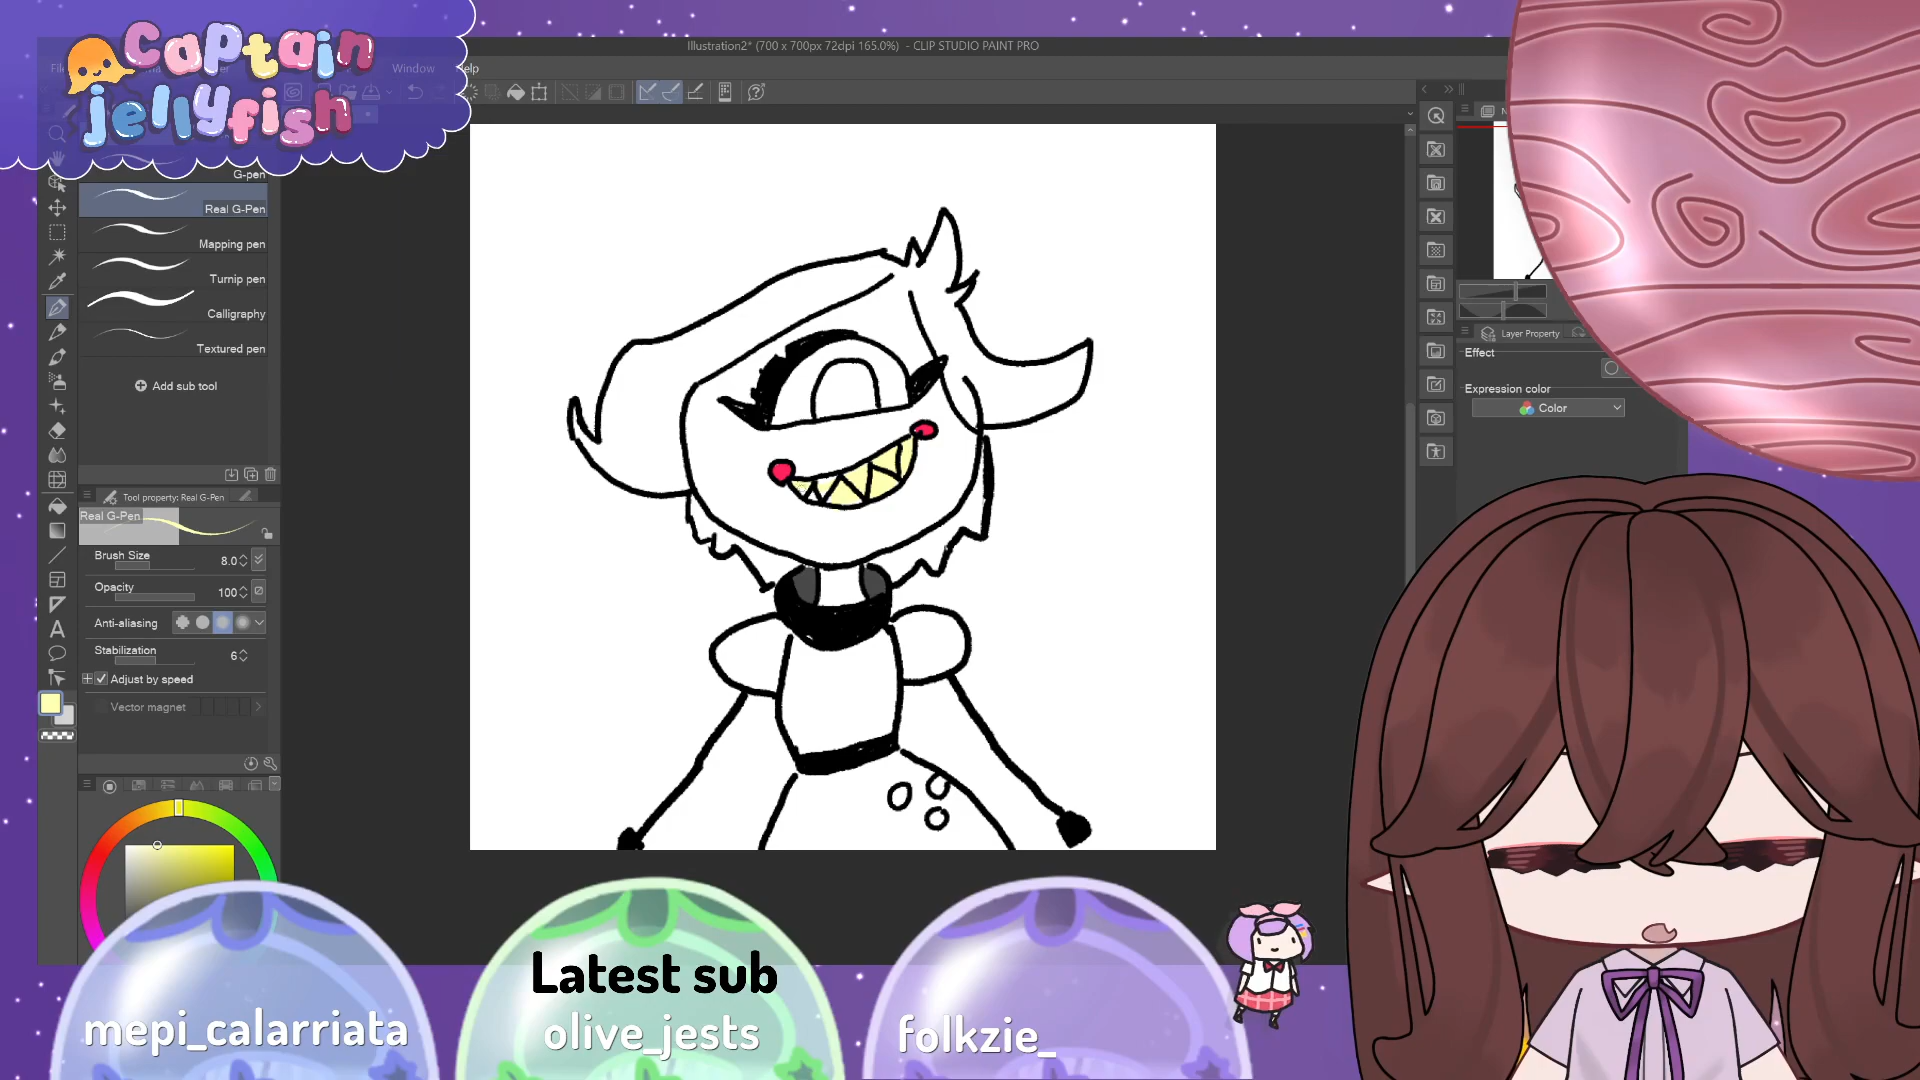 Captain
jellyfish
Illustration2* (700 x 700px 72dpi 165.0%) - CLIP STUDIO PAINT PRO
Window
G-pen
Real G-Pen
Mapping pen
Turnip pen
Calligraphy
Textured pen
Add sub tool
Tool property: Real G-Pen
Real G-Pen
Brush Size
8.0
Opacity
100
Anti-aliasing
Stabilization
6
Adjust by speed
Vector magnet
Layer Property
Effect
Expression color
Color
Latest sub
mepi_calarriata
olive_jests
folkzie_